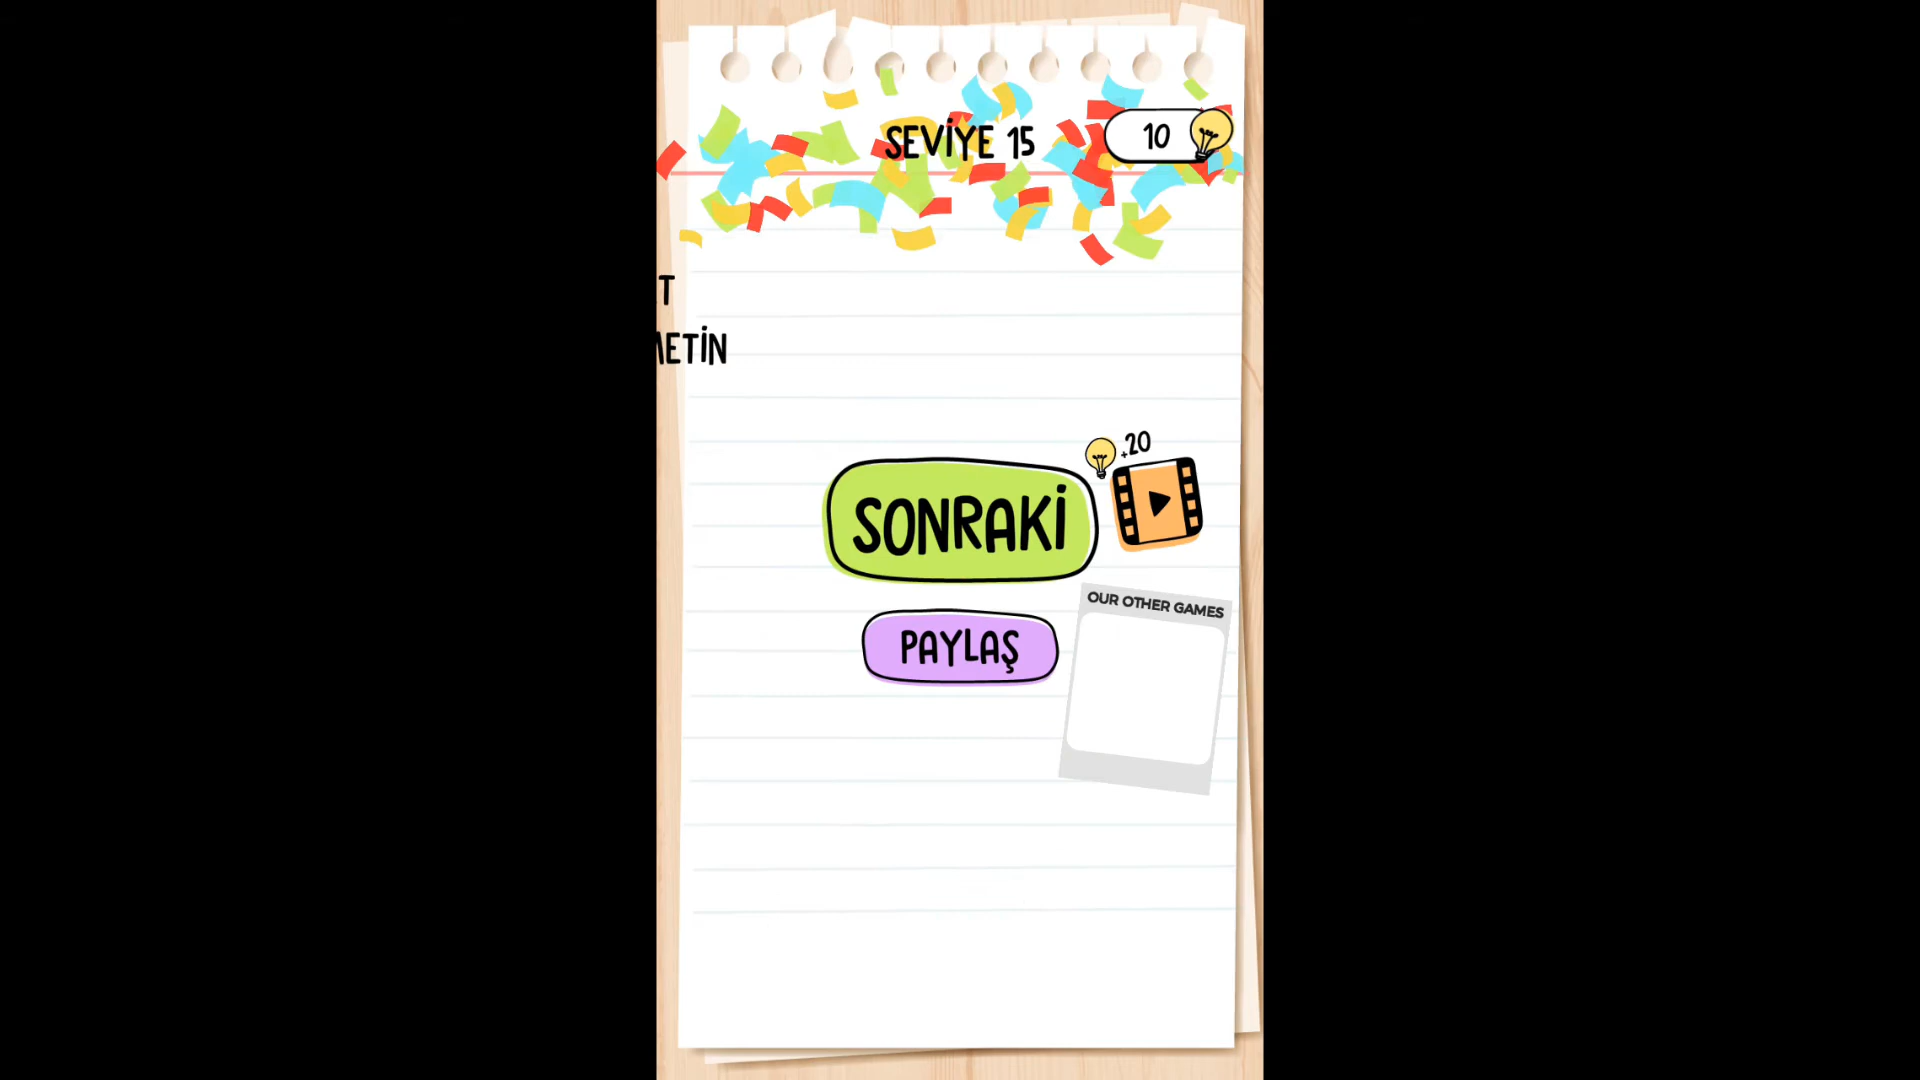 SEVİYE 15
10
T
METİN
+20
SONRAKİ
OUR OTHER GAMES
PAYLAŞ